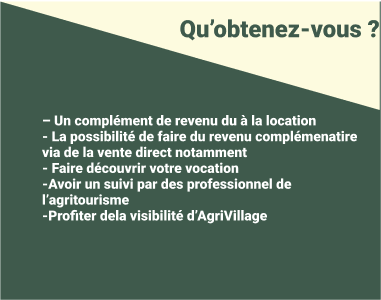 Qu’obtenez-vous ?
– Un complément de revenu du à la location
- La possibilité de faire du revenu complémenatire
via de la vente direct notamment
- Faire découvrir votre vocation
-Avoir un suivi par des professionnel de
l’agritourisme
-Profiter dela visibilité d’AgriVillage